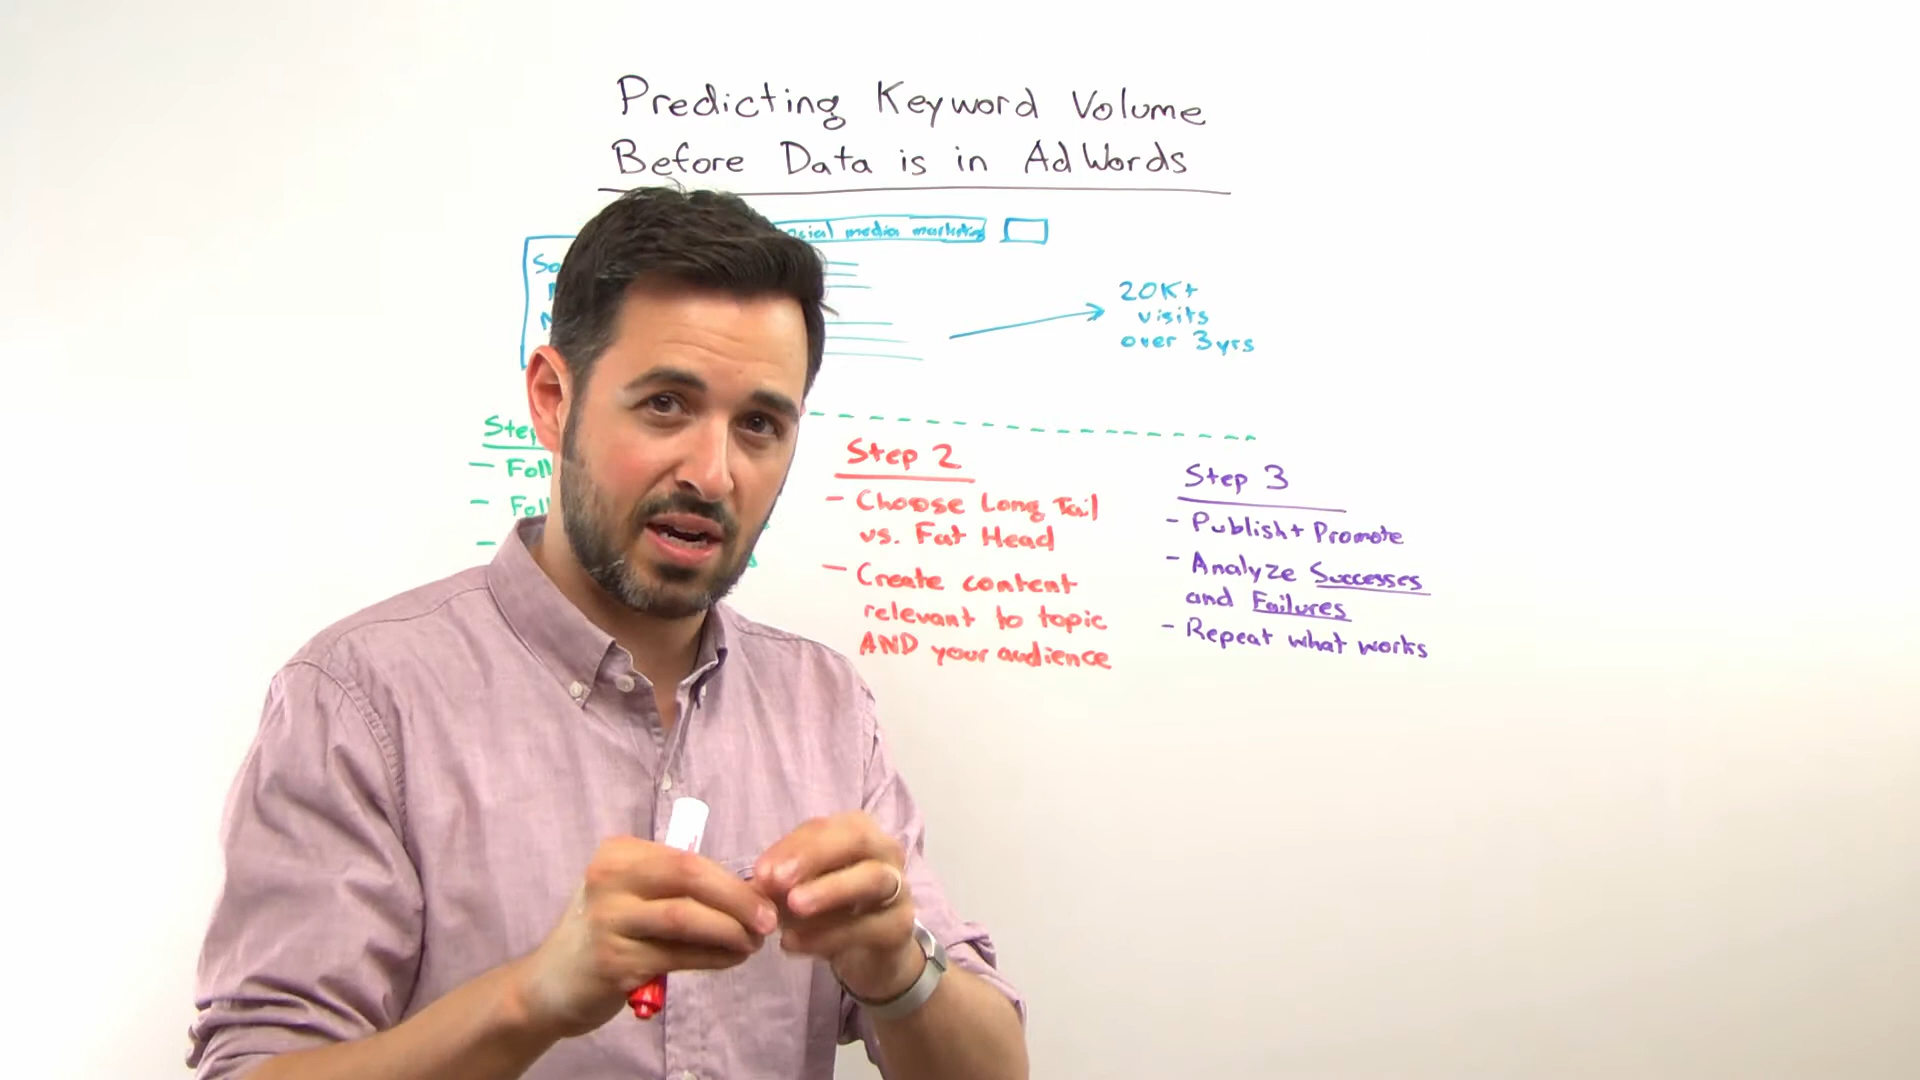 Predicting Keyword Volume
Before Data is in AdWords
social media marketing
20K+
visits
over 3yrs
Step 2
- Choose Long Tail
vs. Fat Head
- Create content
relevant to topic
AND your audience
Step 3
- Publish + Promote
- Analyze Successes
and Failures
- Repeat what works